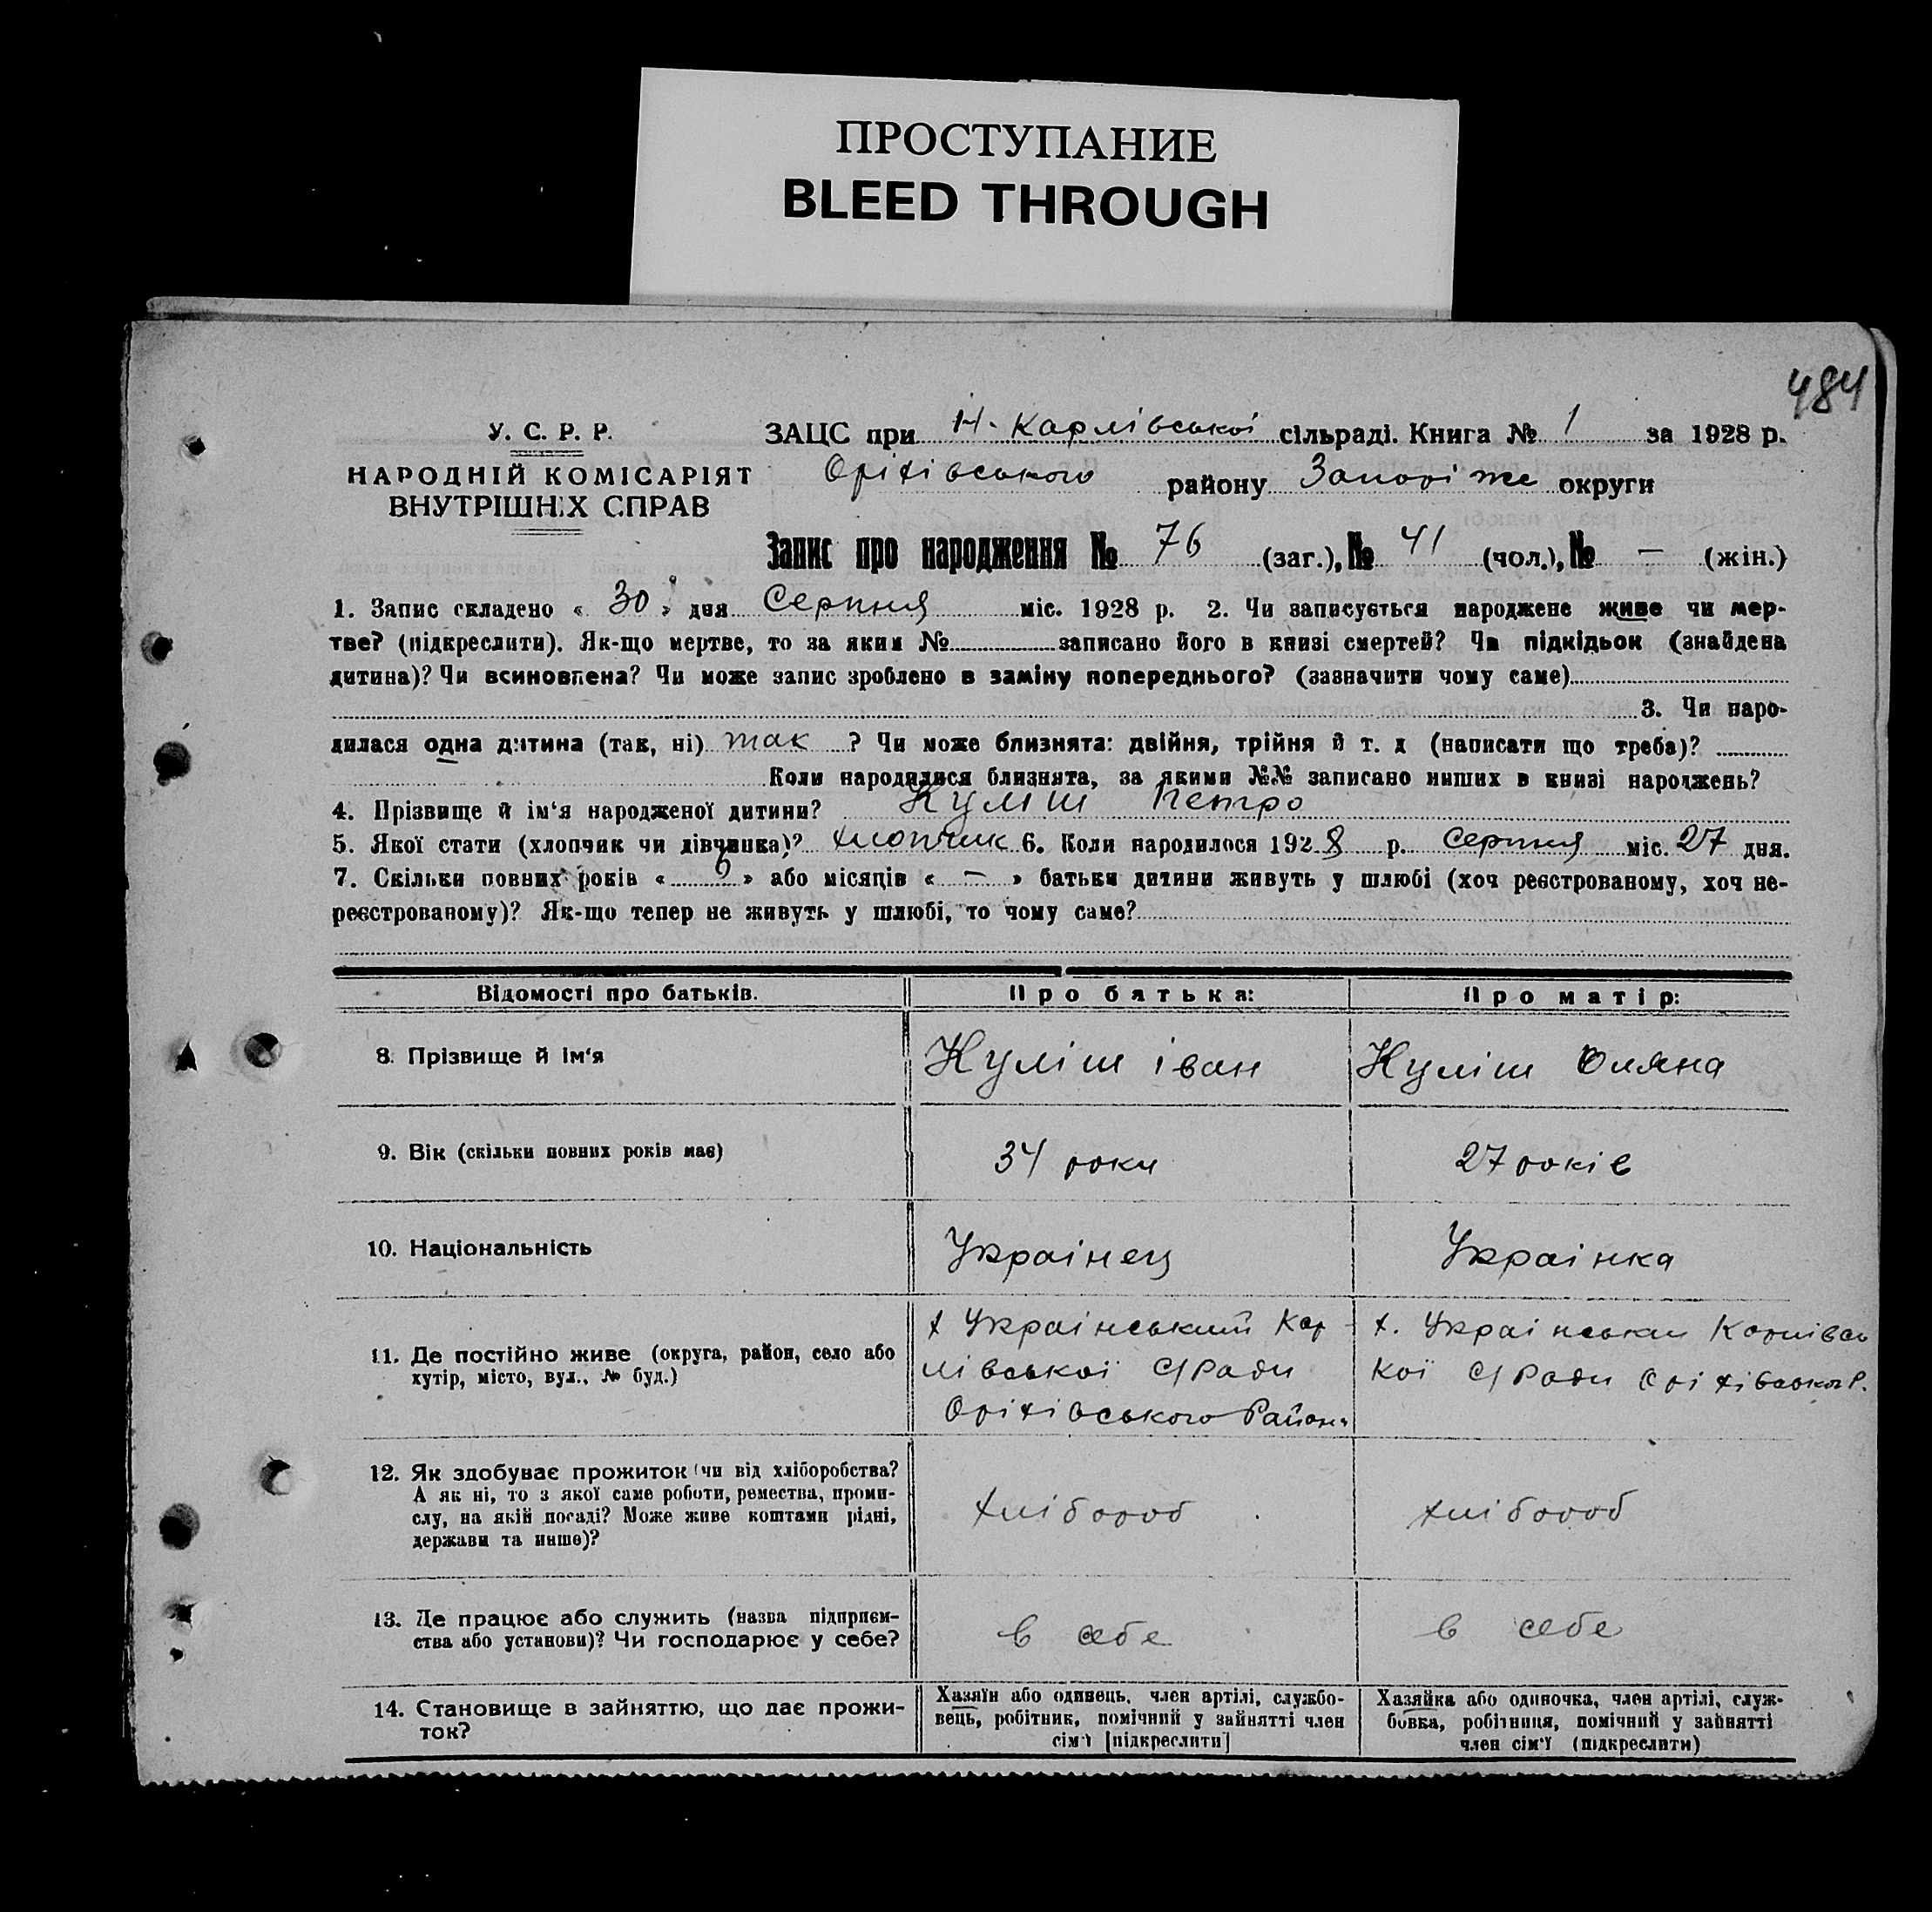 ПРОСТУПАНИЕ
BLEED THROUGH
484
У. С. Р. Р.
НАРОДНІЙ КОМІСАРІЯТ
ВНУТРІШНІХ СПРАВ
ЗАЦС при Н. Карлівської сільраді. Книга № 1 за 1928 р.
Оріхівського району Запоріже округи
Запис про народження № 76 (заг.), № 41 (чол.), № — (жін.)
1. Запис складено « 30 » дня Серпня міс. 1928 р. 2. Чи записується народжене живе чи мер-
тве? (підкреслити). Як-що мертве, то за яким № записано його в книзі смертей? Чи підкідьок (знайдена
дитина)? Чи всиновлена? Чи може запис зроблено в заміну попереднього? (зазначити чому саме)
3. Чи наро-
дилася одна дитина (так, ні) так ? Чи може близнята: двійня, трійня й т. д (написати що треба)?
Коли народилися близнята, за якими №№ записано инших в книзі народжень?
4. Прізвище й ім'я народженої дитини? Куліш Петро
5. Якої стати (хлопчик чи дівчинка)? хлопчик 6. Коли народилося 1928 р. Серпня міс. 27 дня.
7. Скільки повних років « 6 » або місяців « — » батьки дитини живуть у шлюбі (хоч реєстрованому, хоч не-
реєстрованому)? Як-що тепер не живуть у шлюбі, то чому саме?
Відомості про батьків. Про батька: Про матір:
8. Прізвище й ім'я Куліш Іван Куліш Оляна
9. Вік (скільки повних років має) 34 роки 27 років
10. Національність Українец Українка
11. Де постійно живе (округа, район, село або
хутір, місто, вул., № буд.)
х Український Кар
лівської С/Ради
Оріхівського Району
х. Українськи Карлівсь
кої С/Ради Оріхівського Р.
12. Як здобуває прожиток (чи від хліборобства?
А як ні, то з якої саме роботи, ремества, проми-
слу, на якій посаді? Може живе коштами рідні,
держави та инше)?
хлібороб хлібороб
13. Де працює або служить (назва підприєм-
ства або установи)? Чи господарює у себе?
в себе в себе
14. Становище в зайняттю, що дає прожи-
ток?
Хазяїн або одинець, член артілі, службо-
вець, робітник, помічний у зайнятті член
сім'ї [підкреслити]
Хазяйка або одиночка, член артілі, служ-
бовка, робітниця, помічний у зайнятті
член сім'ї (підкреслити)